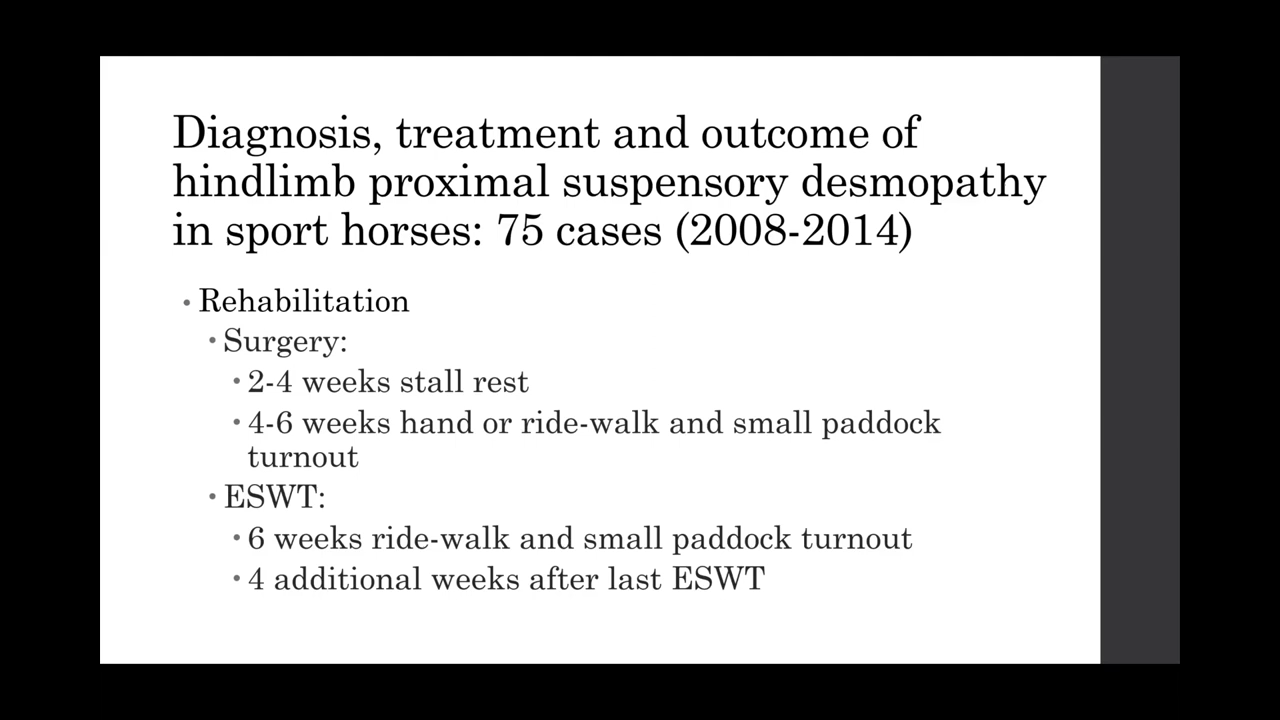 Diagnosis, treatment and outcome of
hindlimb proximal suspensory desmopathy
in sport horses: 75 cases (2008-2014)
• Rehabilitation
• Surgery:
• 2-4 weeks stall rest
• 4-6 weeks hand or ride-walk and small paddock
turnout
• ESWT:
• 6 weeks ride-walk and small paddock turnout
• 4 additional weeks after last ESWT